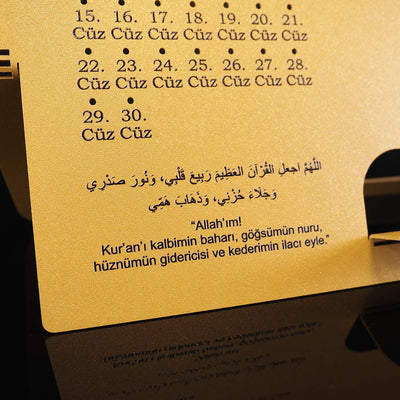 15. 16. 17. 18. 19. 20. 21.
Cüz Cüz Cüz Cüz Cüz Cüz Cüz
22. 23. 24. 25. 26. 27. 28.
Cüz Cüz Cüz Cüz Cüz Cüz Cüz
29. 30.
Cüz Cüz
اللَّهُمَّ اجعلِ القُرْآنَ العَظِيمَ رَبِيعَ قَلْبِي، وَنُورَ صَدْرِي
وَجَلَاءَ حُزْنِي، وَذَهَابَ هَمِّي
“Allah’ım!
Kur’an’ı kalbimin baharı, göğsümün nuru,
hüznümün gidericisi ve kederimin ilacı eyle.”